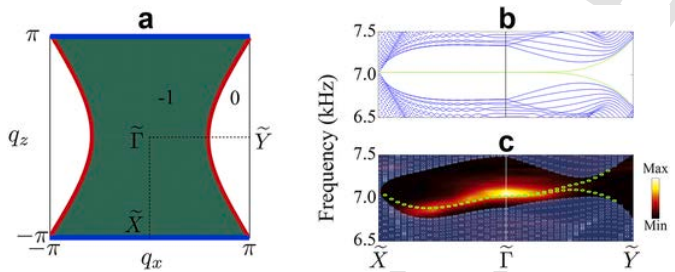 a
π
-1
0
q_z
Γ̃
Ỹ
X̃
-π
-π
π
q_x
b
7.5
7.0
6.5
Frequency (kHz)
c
7.5
7.0
6.5
Max
Min
X̃
Γ̃
Ỹ